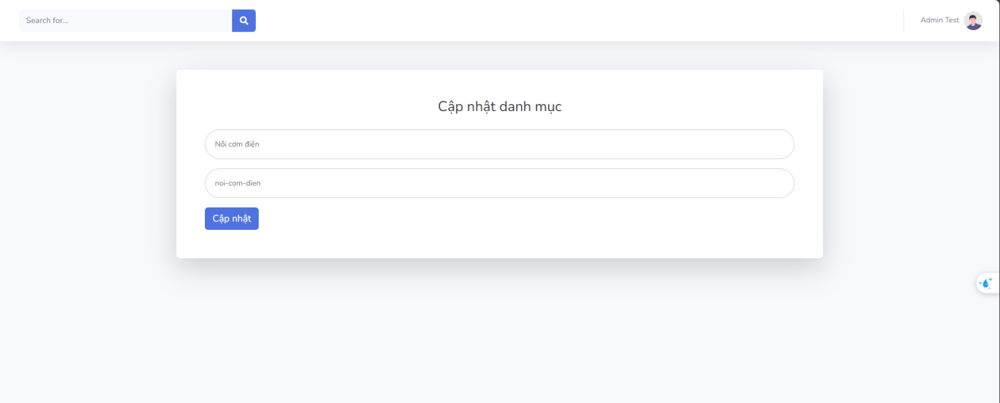 Search for...
Admin Test
Cập nhật danh mục
Nồi cơm điện
noi-com-dien
Cập nhật